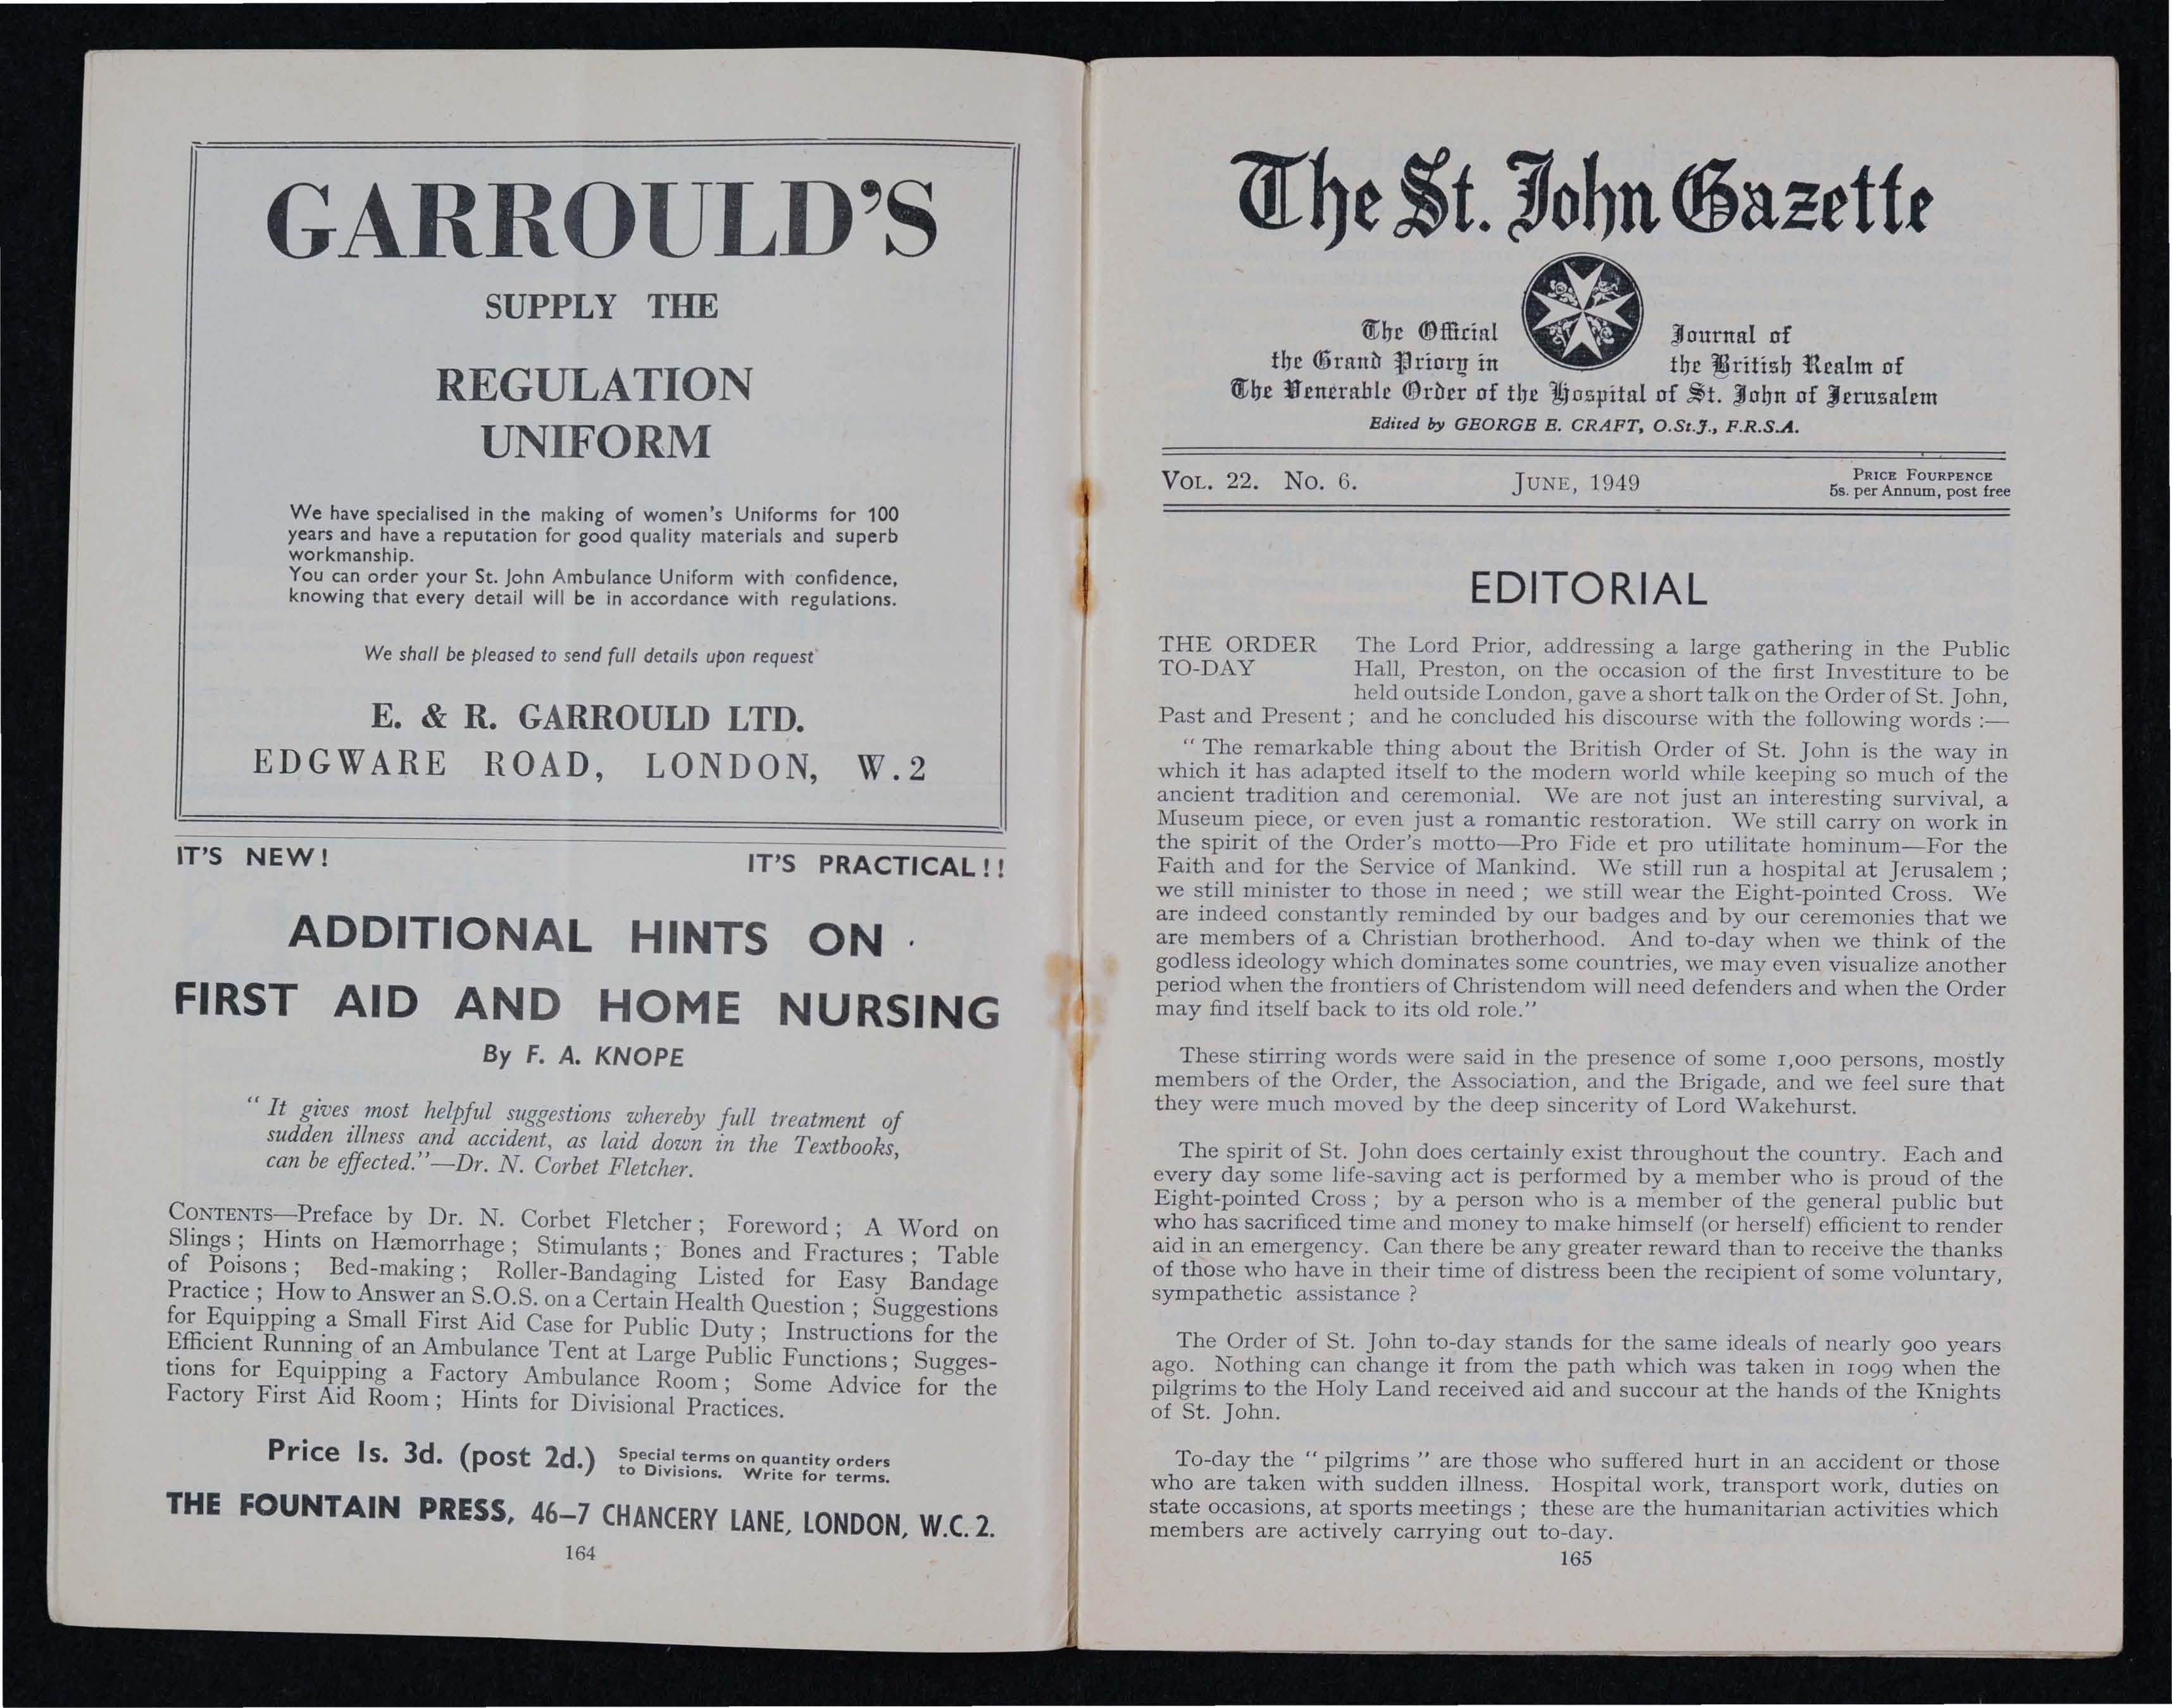 GARROULD'S
SUPPLY THE
REGULATION
UNIFORM
We have specialised in the making of women's Uniforms for 100
years and have a reputation for good quality materials and superb
workmanship.
You can order your St. John Ambulance Uniform with confidence,
knowing that every detail will be in accordance with regulations.
We shall be pleased to send full details upon request
E. & R. GARROULD LTD.
EDGWARE ROAD, LONDON, W.2
IT'S NEW! IT'S PRACTICAL!!
ADDITIONAL HINTS ON
FIRST AID AND HOME NURSING
By F. A. KNOPE
"It gives most helpful suggestions whereby full treatment of
sudden illness and accident, as laid down in the Textbooks,
can be effected."—Dr. N. Corbet Fletcher.
CONTENTS—Preface by Dr. N. Corbet Fletcher; Foreword; A Word on
Slings; Hints on Hæmorrhage; Stimulants; Bones and Fractures; Table
of Poisons; Bed-making; Roller-Bandaging Listed for Easy Bandage
Practice; How to Answer an S.O.S. on a Certain Health Question; Suggestions
for Equipping a Small First Aid Case for Public Duty; Instructions for the
Efficient Running of an Ambulance Tent at Large Public Functions; Sugges-
tions for Equipping a Factory Ambulance Room; Some Advice for the
Factory First Aid Room; Hints for Divisional Practices.
Price 1s. 3d. (post 2d.) Special terms on quantity orders
to Divisions. Write for terms.
THE FOUNTAIN PRESS, 46–7 CHANCERY LANE, LONDON, W.C.2.
164
The St. John Gazette
The Official Journal of
the Grand Priory in the British Realm of
The Venerable Order of the Hospital of St. John of Jerusalem
Edited by GEORGE E. CRAFT, O.St.J., F.R.S.A.
VOL. 22. No. 6. JUNE, 1949 PRICE FOURPENCE
5s. per Annum, post free
EDITORIAL
THE ORDER The Lord Prior, addressing a large gathering in the Public
TO-DAY Hall, Preston, on the occasion of the first Investiture to be
held outside London, gave a short talk on the Order of St. John,
Past and Present; and he concluded his discourse with the following words :—
"The remarkable thing about the British Order of St. John is the way in
which it has adapted itself to the modern world while keeping so much of the
ancient tradition and ceremonial. We are not just an interesting survival, a
Museum piece, or even just a romantic restoration. We still carry on work in
the spirit of the Order's motto—Pro Fide et pro utilitate hominum—For the
Faith and for the Service of Mankind. We still run a hospital at Jerusalem;
we still minister to those in need; we still wear the Eight-pointed Cross. We
are indeed constantly reminded by our badges and by our ceremonies that we
are members of a Christian brotherhood. And to-day when we think of the
godless ideology which dominates some countries, we may even visualize another
period when the frontiers of Christendom will need defenders and when the Order
may find itself back to its old role."
These stirring words were said in the presence of some 1,000 persons, mostly
members of the Order, the Association, and the Brigade, and we feel sure that
they were much moved by the deep sincerity of Lord Wakehurst.
The spirit of St. John does certainly exist throughout the country. Each and
every day some life-saving act is performed by a member who is proud of the
Eight-pointed Cross; by a person who is a member of the general public but
who has sacrificed time and money to make himself (or herself) efficient to render
aid in an emergency. Can there be any greater reward than to receive the thanks
of those who have in their time of distress been the recipient of some voluntary,
sympathetic assistance?
The Order of St. John to-day stands for the same ideals of nearly 900 years
ago. Nothing can change it from the path which was taken in 1099 when the
pilgrims to the Holy Land received aid and succour at the hands of the Knights
of St. John.
To-day the "pilgrims" are those who suffered hurt in an accident or those
who are taken with sudden illness. Hospital work, transport work, duties on
state occasions, at sports meetings; these are the humanitarian activities which
members are actively carrying out to-day.
165